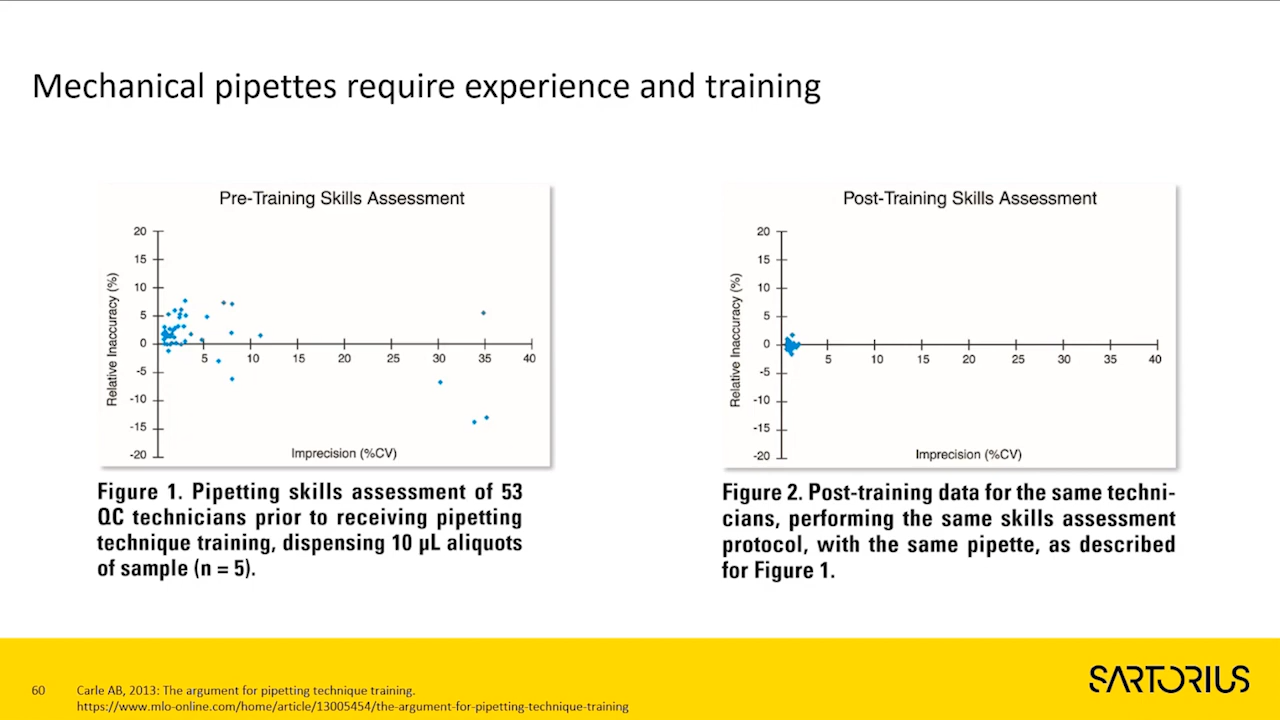 Mechanical pipettes require experience and training
Pre-Training Skills Assessment
20
15
10
5
0
-5
-10
-15
-20
Relative Inaccuracy (%)
5 10 15 20 25 30 35 40
Imprecision (%CV)
Figure 1. Pipetting skills assessment of 53
QC technicians prior to receiving pipetting
technique training, dispensing 10 µL aliquots
of sample (n = 5).
Post-Training Skills Assessment
20
15
10
5
0
-5
-10
-15
-20
Relative Inaccuracy (%)
5 10 15 20 25 30 35 40
Imprecision (%CV)
Figure 2. Post-training data for the same techni-
cians, performing the same skills assessment
protocol, with the same pipette, as described
for Figure 1.
60
Carle AB, 2013: The argument for pipetting technique training.
https://www.mlo-online.com/home/article/13005454/the-argument-for-pipetting-technique-training
SARTORIUS